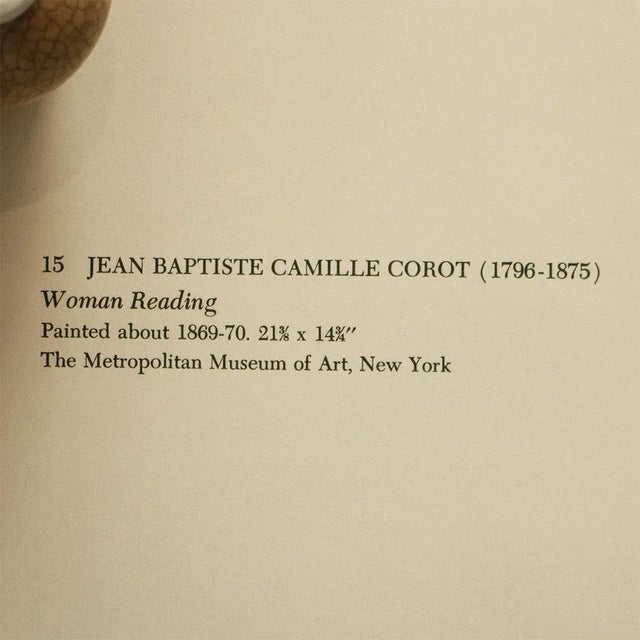 15 JEAN BAPTISTE CAMILLE COROT (1796-1875)
Woman Reading
Painted about 1869-70. 21⅜ x 14¾″
The Metropolitan Museum of Art, New York